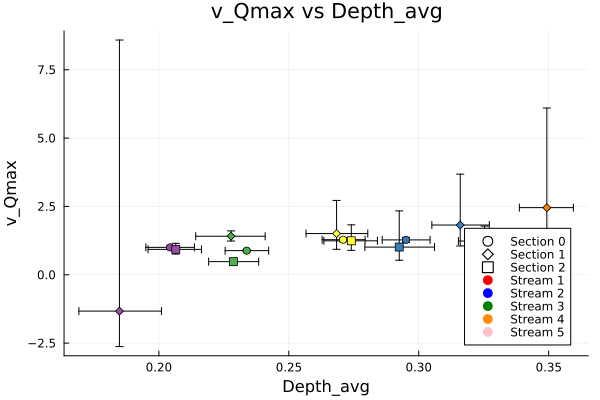 v_Qmax vs Depth_avg
v_Qmax
7.5
5.0
2.5
0.0
−2.5
0.20
0.25
0.30
0.35
Depth_avg
Section 0
Section 1
Section 2
Stream 1
Stream 2
Stream 3
Stream 4
Stream 5